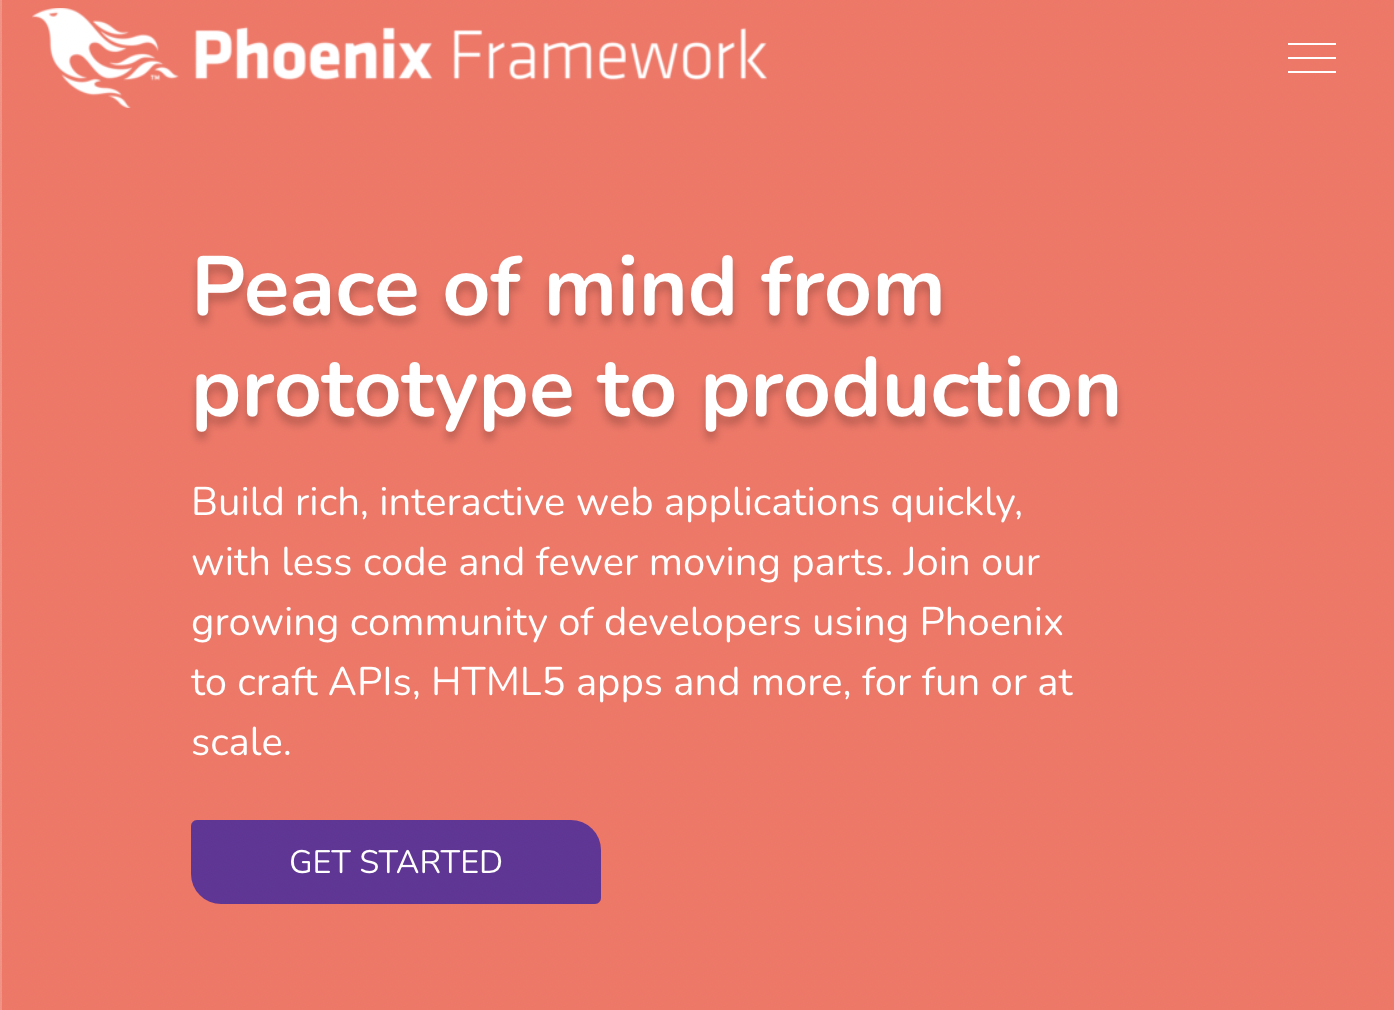 Phoenix Framework
TM
Peace of mind from
prototype to production
Build rich, interactive web applications quickly,
with less code and fewer moving parts. Join our
growing community of developers using Phoenix
to craft APIs, HTML5 apps and more, for fun or at
scale.
GET STARTED